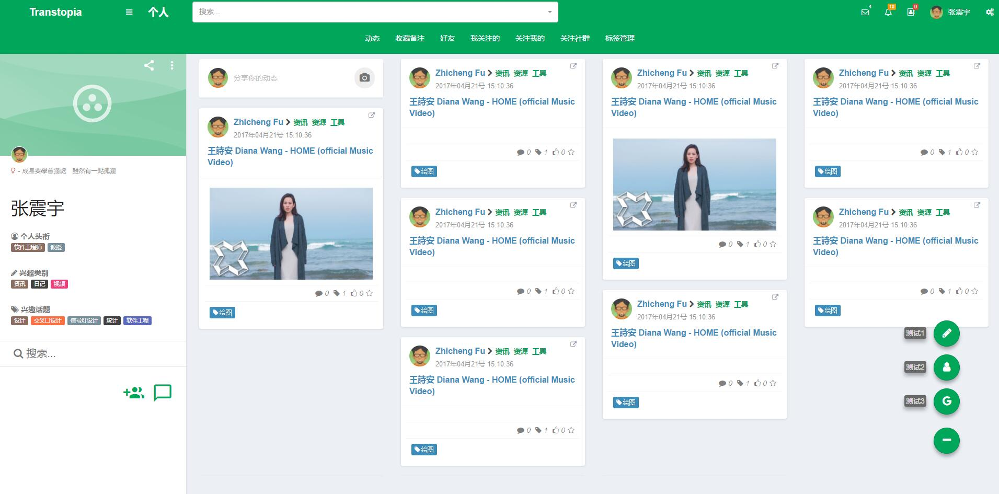 Transtopia
个人
搜索...
4
10
9
张震宇
动态 收藏备注 好友 我关注的 关注我的 关注社群 标签管理
- 成長要學會獨處 雖然有一點孤獨
张震宇
个人头衔
软件工程师 教授
兴趣类别
资讯 日记 视频
兴趣话题
设计 交叉口设计 信号灯设计 统计 软件工程
搜索...
分享你的动态
Zhicheng Fu 资讯 资源 工具
2017年04月21号 15:10:36
王詩安 Diana Wang - HOME (official Music
Video)
0 1 0
绘图
Zhicheng Fu 资讯 资源 工具
2017年04月21号 15:10:36
王詩安 Diana Wang - HOME (official Music
Video)
0 1 0
绘图
Zhicheng Fu 资讯 资源 工具
2017年04月21号 15:10:36
王詩安 Diana Wang - HOME (official Music
Video)
0 1 0
绘图
Zhicheng Fu 资讯 资源 工具
2017年04月21号 15:10:36
王詩安 Diana Wang - HOME (official Music
Video)
0 1 0
绘图
Zhicheng Fu 资讯 资源 工具
2017年04月21号 15:10:36
王詩安 Diana Wang - HOME (official Music
Video)
0 1 0
绘图
Zhicheng Fu 资讯 资源 工具
2017年04月21号 15:10:36
王詩安 Diana Wang - HOME (official Music
Video)
0 1 0
绘图
Zhicheng Fu 资讯 资源 工具
2017年04月21号 15:10:36
王詩安 Diana Wang - HOME (official Music
Video)
0 1 0
绘图
Zhicheng Fu 资讯 资源 工具
2017年04月21号 15:10:36
王詩安 Diana Wang - HOME (official Music
Video)
0 1 0
绘图
测试1
测试2
测试3
G